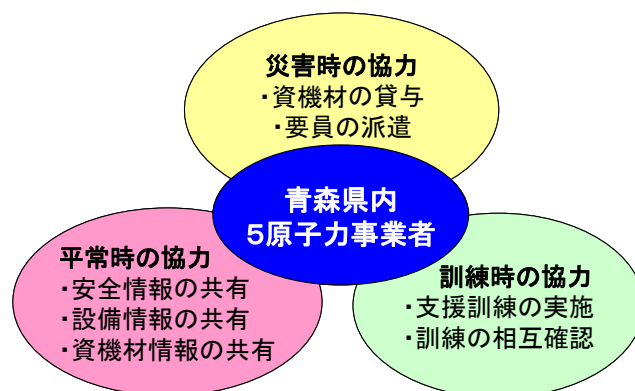 災害時の協力
・資機材の貸与
・要員の派遣
青森県内
5原子力事業者
平常時の協力
・安全情報の共有
・設備情報の共有
・資機材情報の共有
訓練時の協力
・支援訓練の実施
・訓練の相互確認